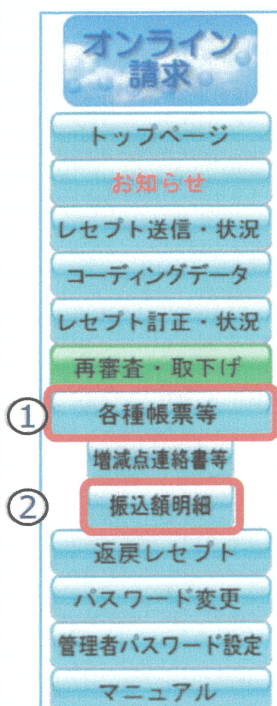 オンライン
請求
トップページ
お知らせ
レセプト送信・状況
コーディングデータ
レセプト訂正・状況
再審査・取下げ
① 各種帳票等
増減点連絡書等
② 振込額明細
返戻レセプト
パスワード変更
管理者パスワード設定
マニュアル